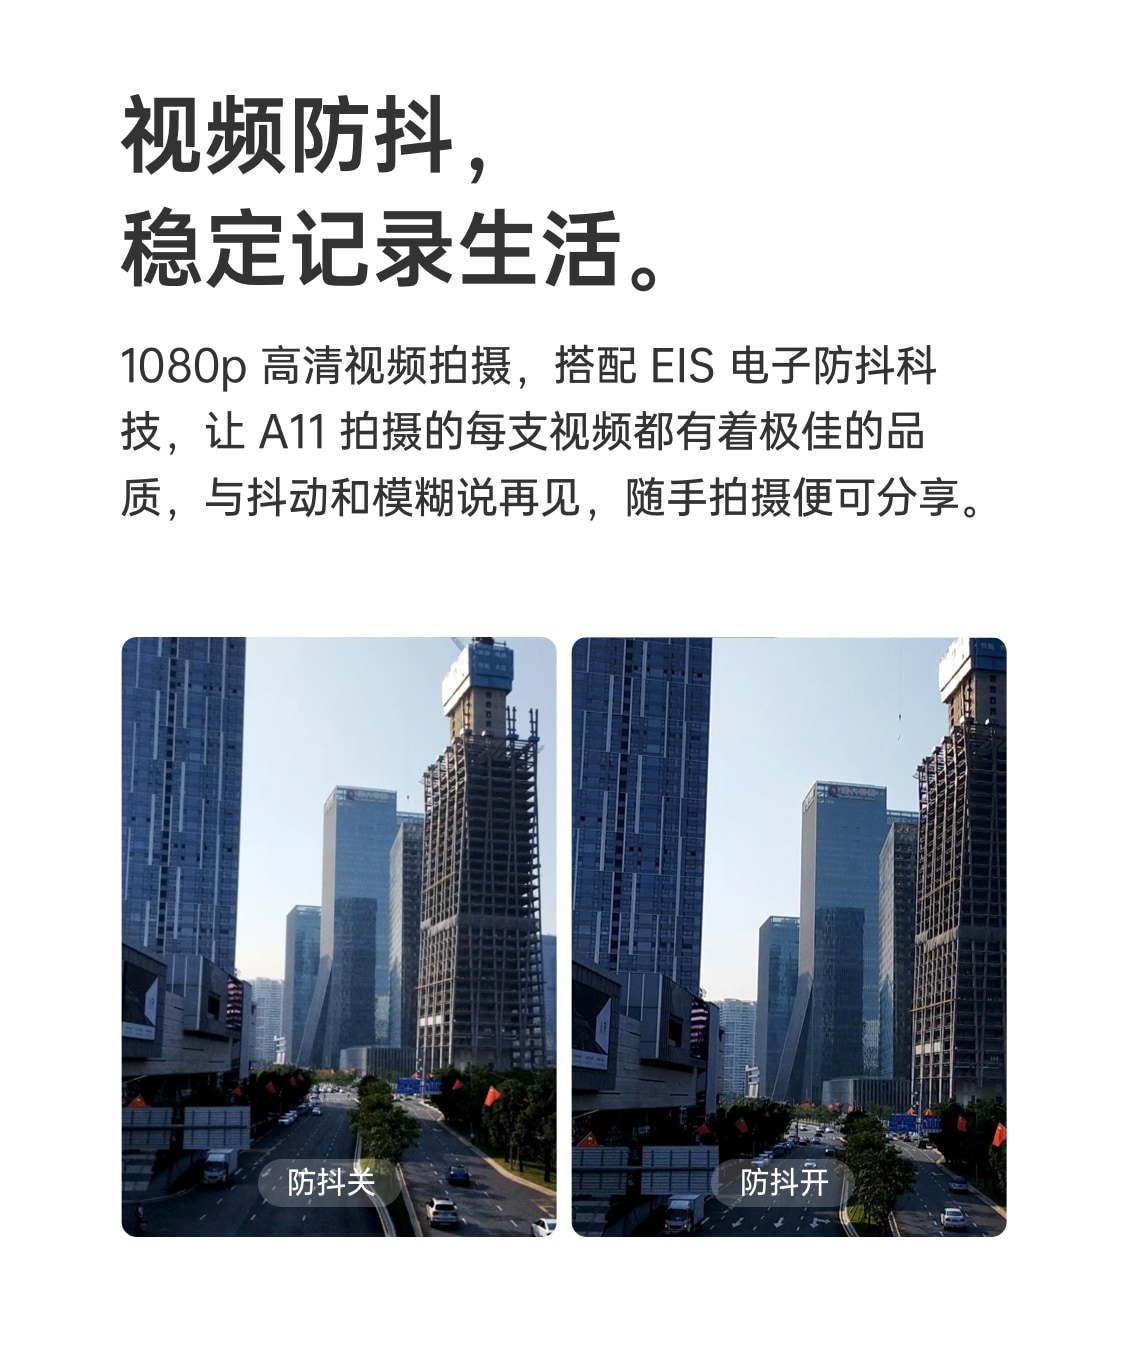 视频防抖，
稳定记录生活。
1080p 高清视频拍摄，搭配 EIS 电子防抖科
技，让 A11 拍摄的每支视频都有着极佳的品
质，与抖动和模糊说再见，随手拍摄便可分享。
防抖关
防抖开